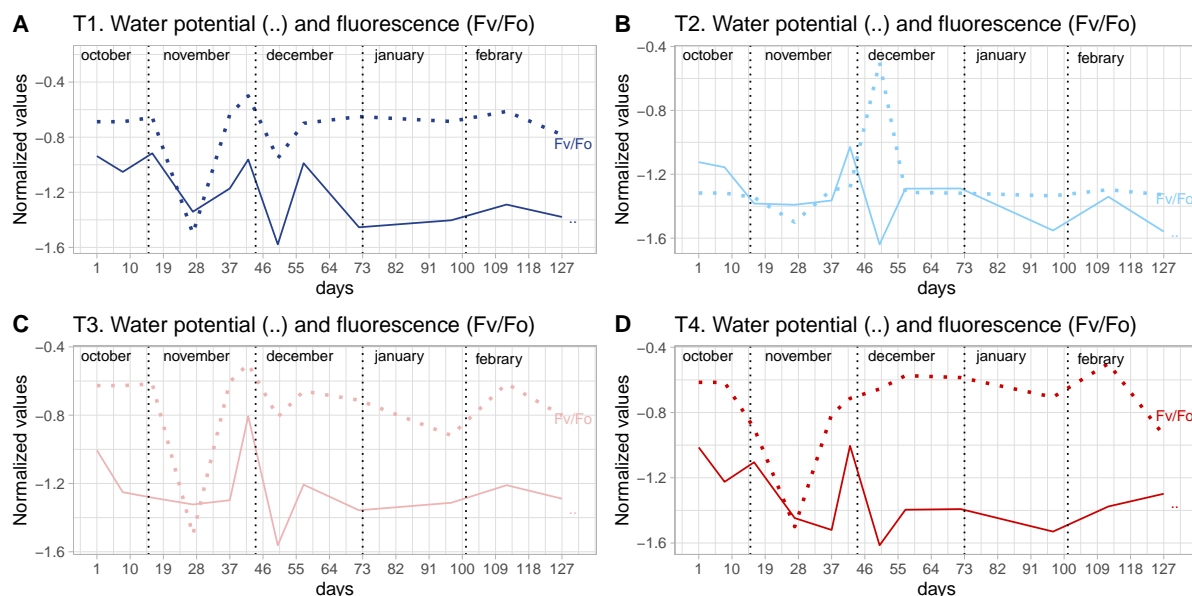 A T1. Water potential (..) and fluorescence (Fv/Fo)
october november december january febrary
Normalized values
−0.4
−0.8
−1.2
−1.6
Fv/Fo
..
1 10 19 28 37 46 55 64 73 82 91 100 109 118 127
days
B T2. Water potential (..) and fluorescence (Fv/Fo)
october november december january febrary
Normalized values
−0.4
−0.8
−1.2
−1.6
Fv/Fo
..
1 10 19 28 37 46 55 64 73 82 91 100 109 118 127
days
C T3. Water potential (..) and fluorescence (Fv/Fo)
october november december january febrary
Normalized values
−0.4
−0.8
−1.2
−1.6
Fv/Fo
..
1 10 19 28 37 46 55 64 73 82 91 100 109 118 127
days
D T4. Water potential (..) and fluorescence (Fv/Fo)
october november december january febrary
Normalized values
−0.4
−0.8
−1.2
−1.6
Fv/Fo
..
1 10 19 28 37 46 55 64 73 82 91 100 109 118 127
days